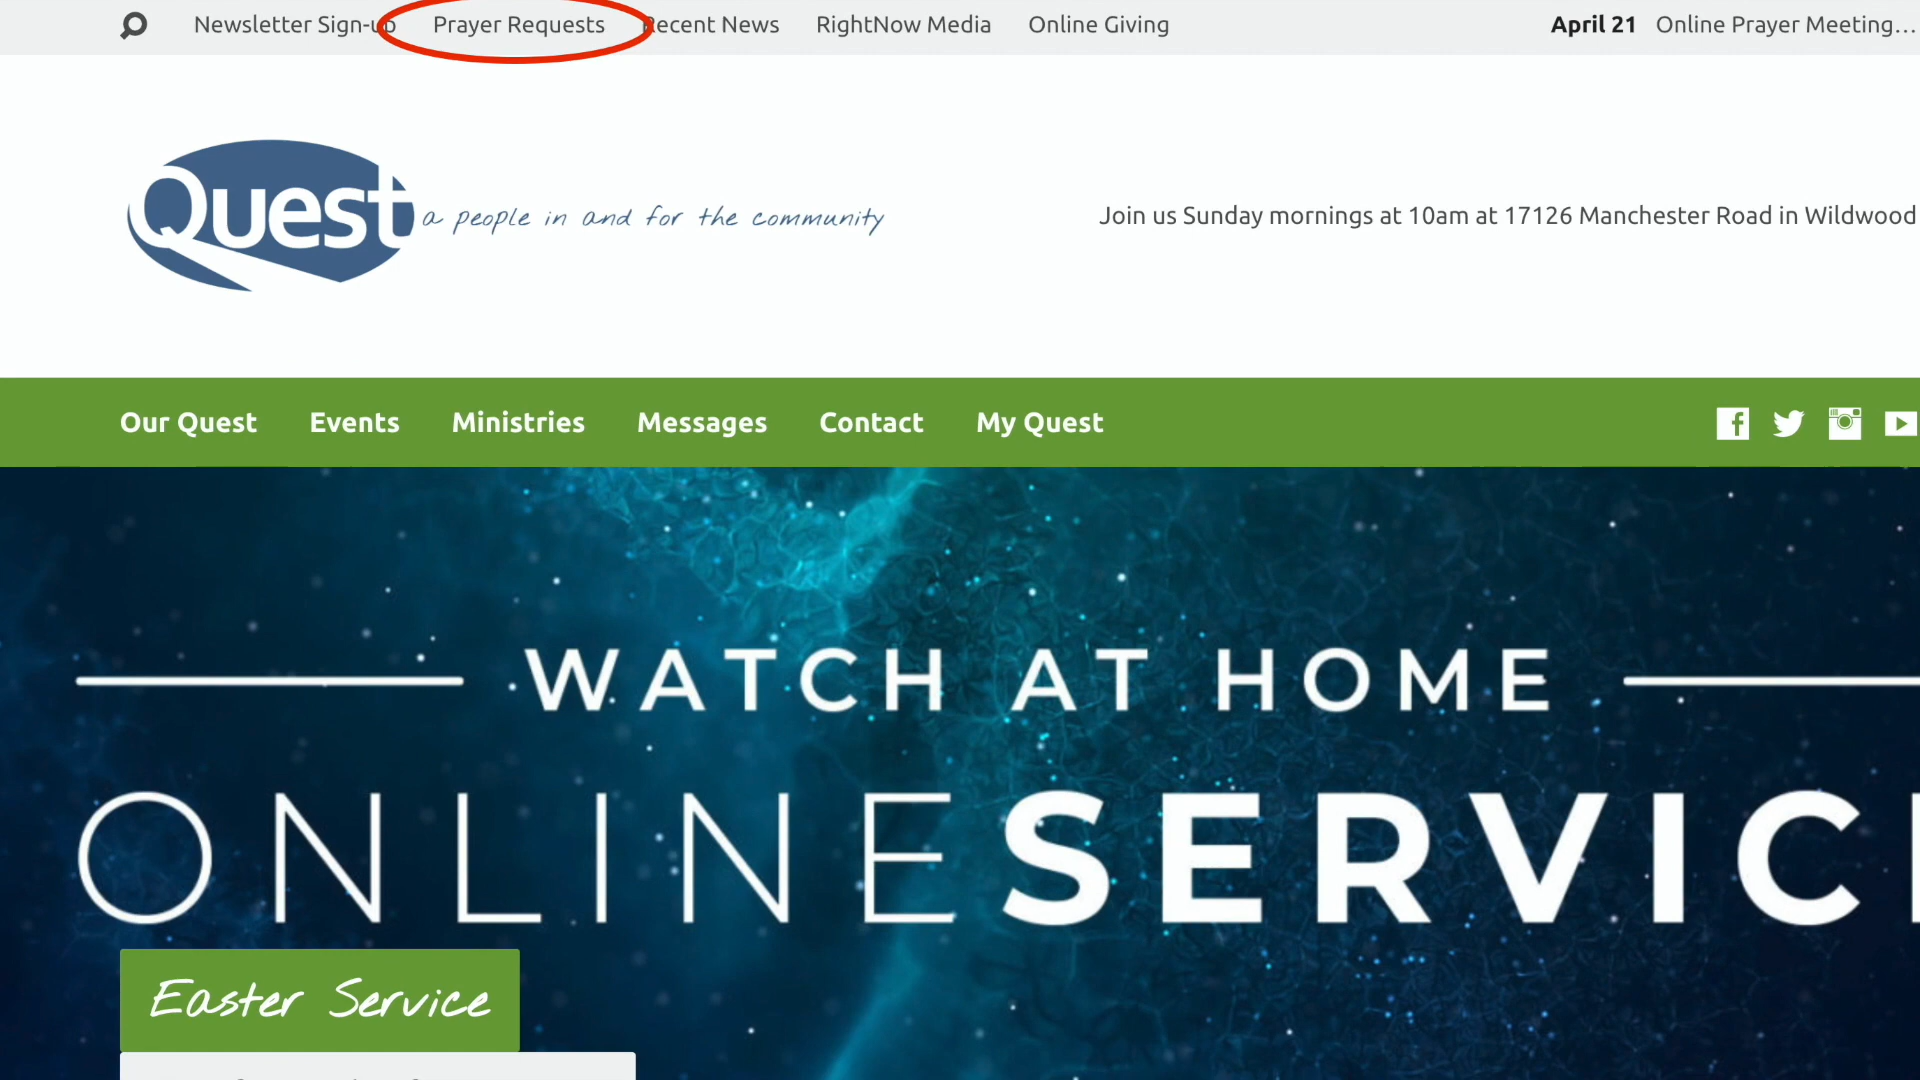 Newsletter Sign-up Prayer Requests Recent News RightNow Media Online Giving April 21 Online Prayer Meeting...
Quest a people in and for the community
Join us Sunday mornings at 10am at 17126 Manchester Road in Wildwood
Our Quest Events Ministries Messages Contact My Quest
WATCH AT HOME
ONLINE SERVIC
Easter Service